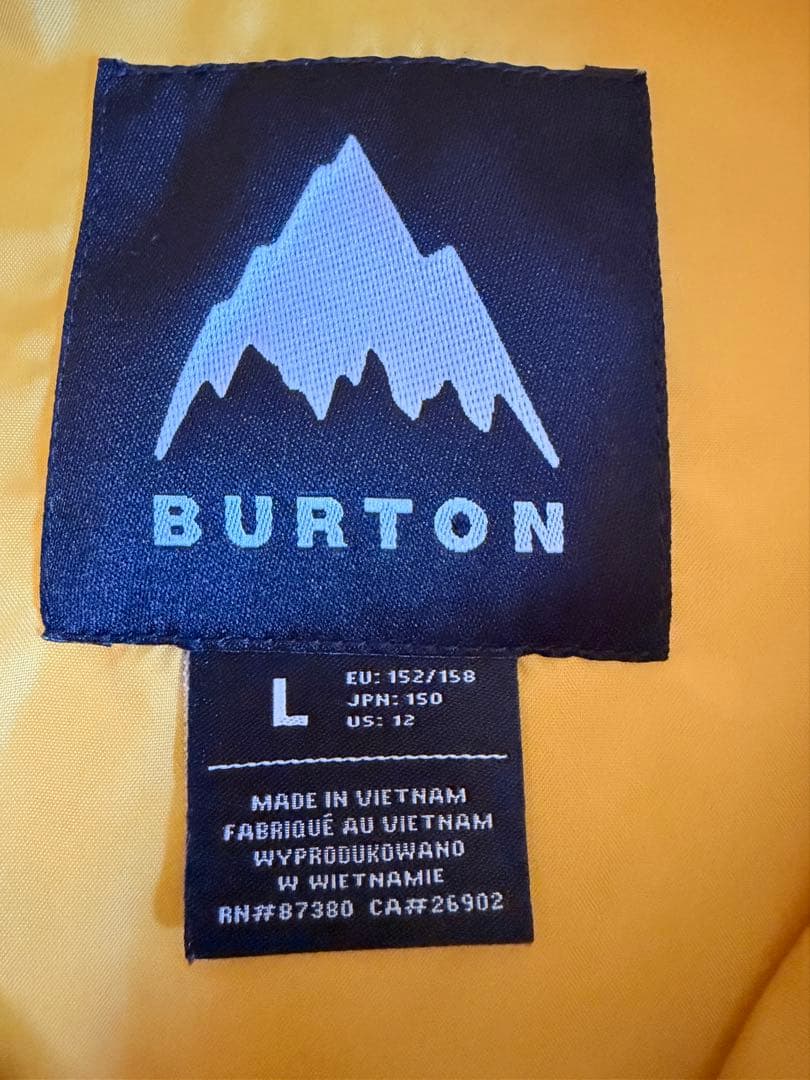 BURTON
L
EU: 152/158
JPN: 150
US: 12
MADE IN VIETNAM
FABRIQUÉ AU VIETNAM
WYPRODUKOWANO
W WIETNAMIE
RN#87380 CA#26902